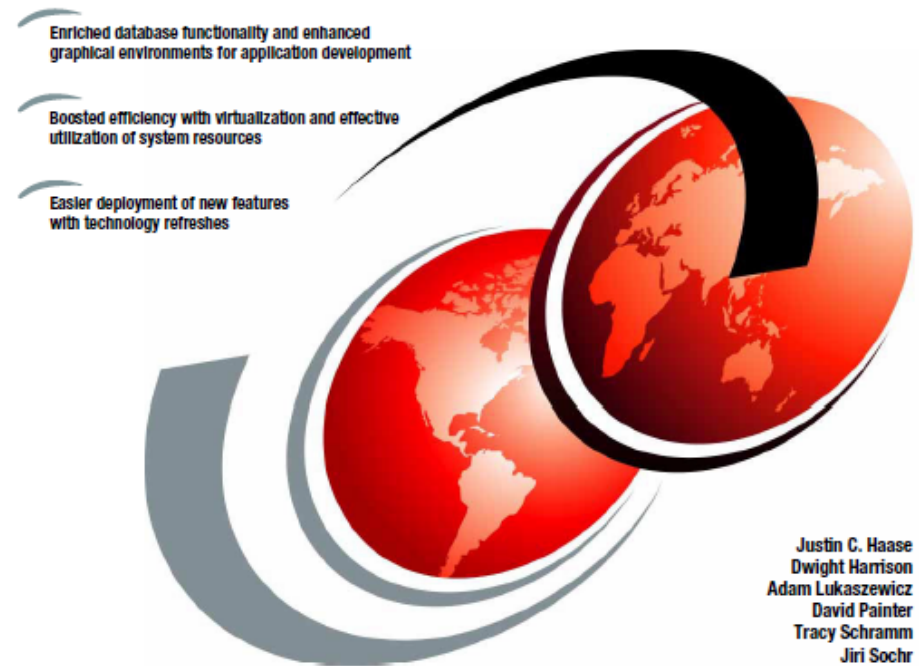 Enriched database functionality and enhanced
graphical environments for application development
Boosted efficiency with virtualization and effective
utilization of system resources
Easier deployment of new features
with technology refreshes
Justin C. Haase
Dwight Harrison
Adam Lukaszewicz
David Painter
Tracy Schramm
Jiri Sochr